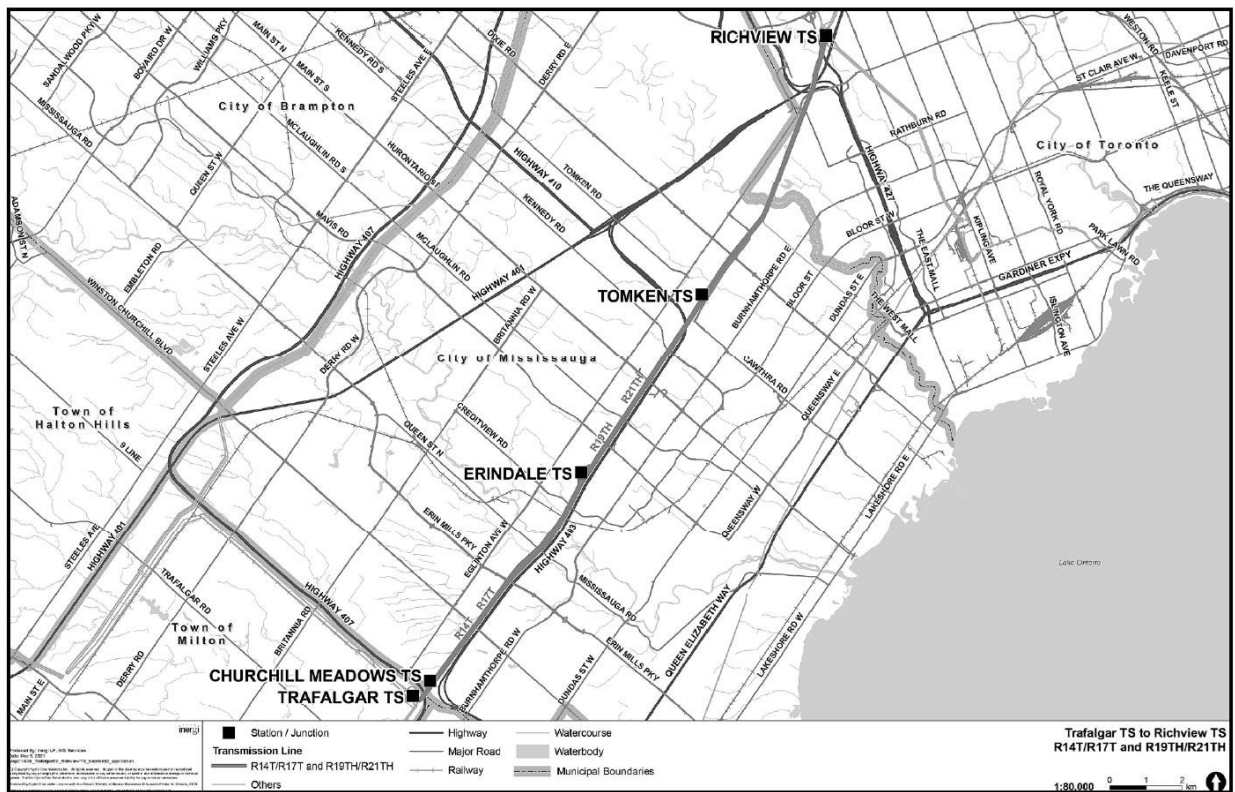 RICHVIEW TS
SANDALWOOD PKY W
BOVAIRD DR W
WILLIAMS PKY
MAIN ST N
MAIN ST S
KENNEDY RD S
STEELES AVE E
DIXIE RD
DERRY RD E
WESTON RD
DAVENPORT RD
ST CLAIR AVE W
KEELE ST
MISSISSAUGA RD
City of Brampton
MCLAUGHLIN RD S
QUEEN ST W
HURONTARIO ST
HIGHWAY 410
TOMKEN RD
KENNEDY RD
RATHBURN RD
HIGHWAY 427
City of Toronto
THE QUEENSWAY
ROYAL YORK RD
PARK LAWN RD
KIPLING AVE
BLOOR ST W
THE EAST MALL
GARDINER EXPY
ISLINGTON AVE
ADAMSON ST N
EMBLETON RD
MAVIS RD
HIGHWAY 407
MCLAUGHLIN RD
HIGHWAY 401
WINSTON CHURCHILL BLVD
STEELES AVE W
DERRY RD W
BRITANNIA RD W
TOMKEN TS
BURNHAMTHORPE RD E
BLOOR ST
DUNDAS ST E
THE WEST MALL
City of Mississauga
R21TH
R19TH
CAWTHRA RD
QUEENSWAY E
Town of
Halton Hills
9 LINE
CREDITVIEW RD
QUEEN ST N
ERINDALE TS
QUEENSWAY W
LAKESHORE RD E
STEELES AVE
HIGHWAY 401
ERIN MILLS PKY
EGLINTON AVE W
HIGHWAY 403
Lake Ontario
TRAFALGAR RD
HIGHWAY 407
R14T
R17T
MISSISSAUGA RD
Town of
Milton
BRITANNIA RD
DERRY RD
MAIN ST E
BURNHAMTHORPE RD W
DUNDAS ST W
ERIN MILLS PKY
QUEEN ELIZABETH WAY
LAKESHORE RD W
CHURCHILL MEADOWS TS
TRAFALGAR TS
inergi
Station / Junction
Transmission Line
R14T/R17T and R19TH/R21TH
Others
Highway
Major Road
Railway
Watercourse
Waterbody
Municipal Boundaries
Trafalgar TS to Richview TS
R14T/R17T and R19TH/R21TH
1:80,000
0 1 2
km